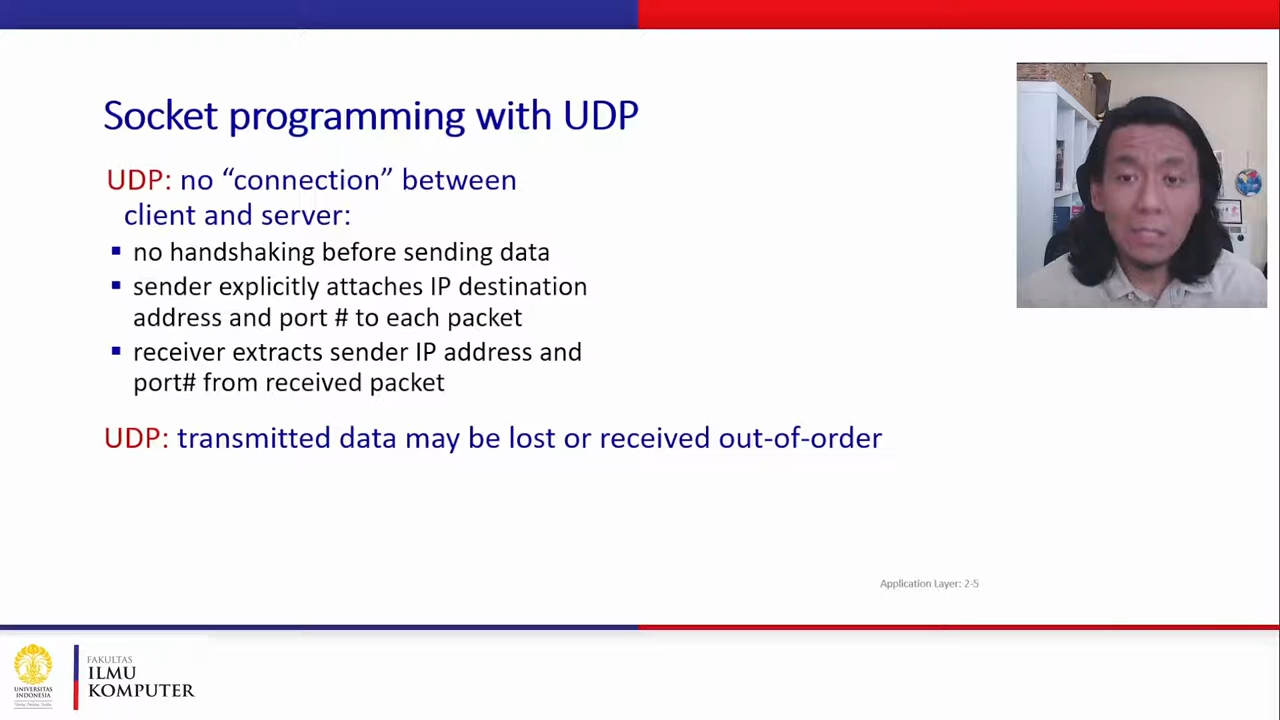 Socket programming with UDP
UDP: no “connection” between
client and server:
▪ no handshaking before sending data
▪ sender explicitly attaches IP destination
address and port # to each packet
▪ receiver extracts sender IP address and
port# from received packet
UDP: transmitted data may be lost or received out-of-order
Application Layer: 2-5
UNIVERSITAS
INDONESIA
FAKULTAS
ILMU
KOMPUTER